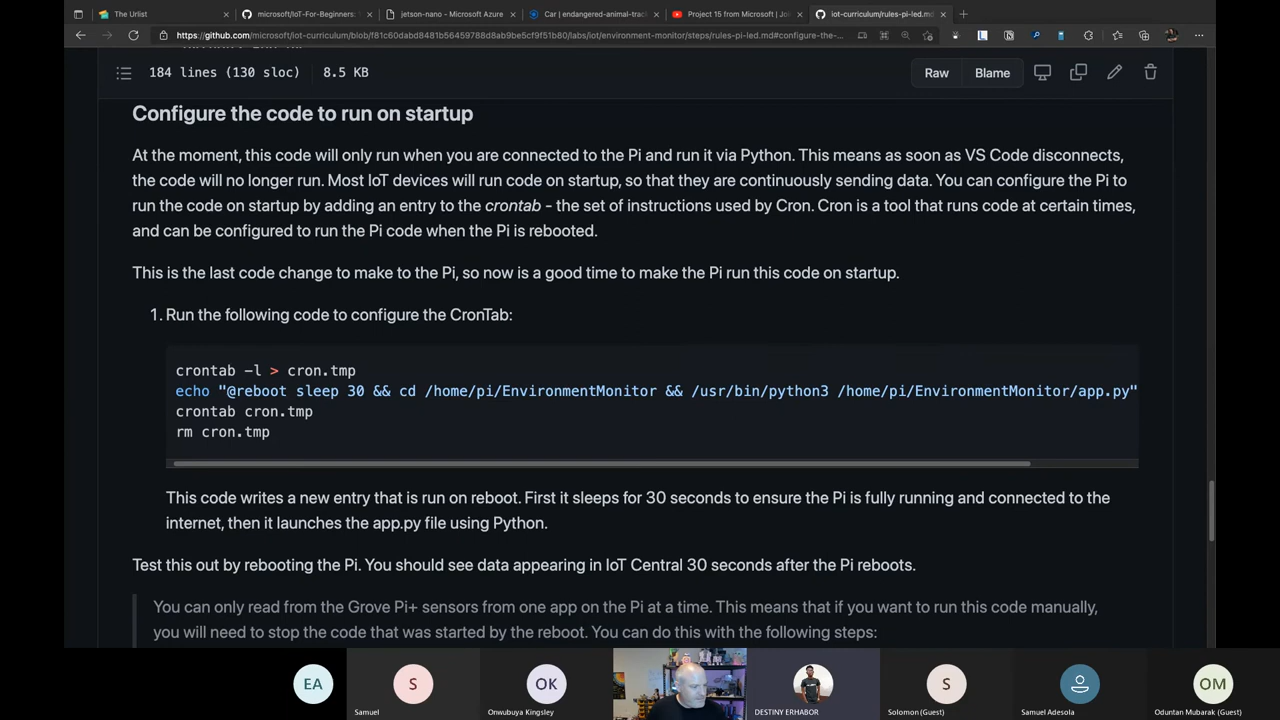 The Urlist
microsoft/IoT-For-Beginners:
jetson-nano - Microsoft Azure
Car | endangered-animal-track
Project 15 from Microsoft | Jo
iot-curriculum/rules-pi-led.md
https://github.com/microsoft/iot-curriculum/blob/f81c60dabd8481b56459788d8ab9be5cf9f51b80/labs/iot/environment-monitor/steps/rules-pi-led.md#configure-the-...
184 lines (130 sloc) 8.5 KB
Raw Blame
Configure the code to run on startup
At the moment, this code will only run when you are connected to the Pi and run it via Python. This means as soon as VS Code disconnects,
the code will no longer run. Most IoT devices will run code on startup, so that they are continuously sending data. You can configure the Pi to
run the code on startup by adding an entry to the crontab - the set of instructions used by Cron. Cron is a tool that runs code at certain times,
and can be configured to run the Pi code when the Pi is rebooted.
This is the last code change to make to the Pi, so now is a good time to make the Pi run this code on startup.
1. Run the following code to configure the CronTab:
crontab -l > cron.tmp
echo "@reboot sleep 30 && cd /home/pi/EnvironmentMonitor && /usr/bin/python3 /home/pi/EnvironmentMonitor/app.py"
crontab cron.tmp
rm cron.tmp
This code writes a new entry that is run on reboot. First it sleeps for 30 seconds to ensure the Pi is fully running and connected to the
internet, then it launches the app.py file using Python.
Test this out by rebooting the Pi. You should see data appearing in IoT Central 30 seconds after the Pi reboots.
You can only read from the Grove Pi+ sensors from one app on the Pi at a time. This means that if you want to run this code manually,
you will need to stop the code that was started by the reboot. You can do this with the following steps:
EA
S
OK
S
OM
Samuel
Onwubuya Kingsley
DESTINY ERHABOR
Solomon (Guest)
Samuel Adesola
Oduntan Mubarak (Guest)